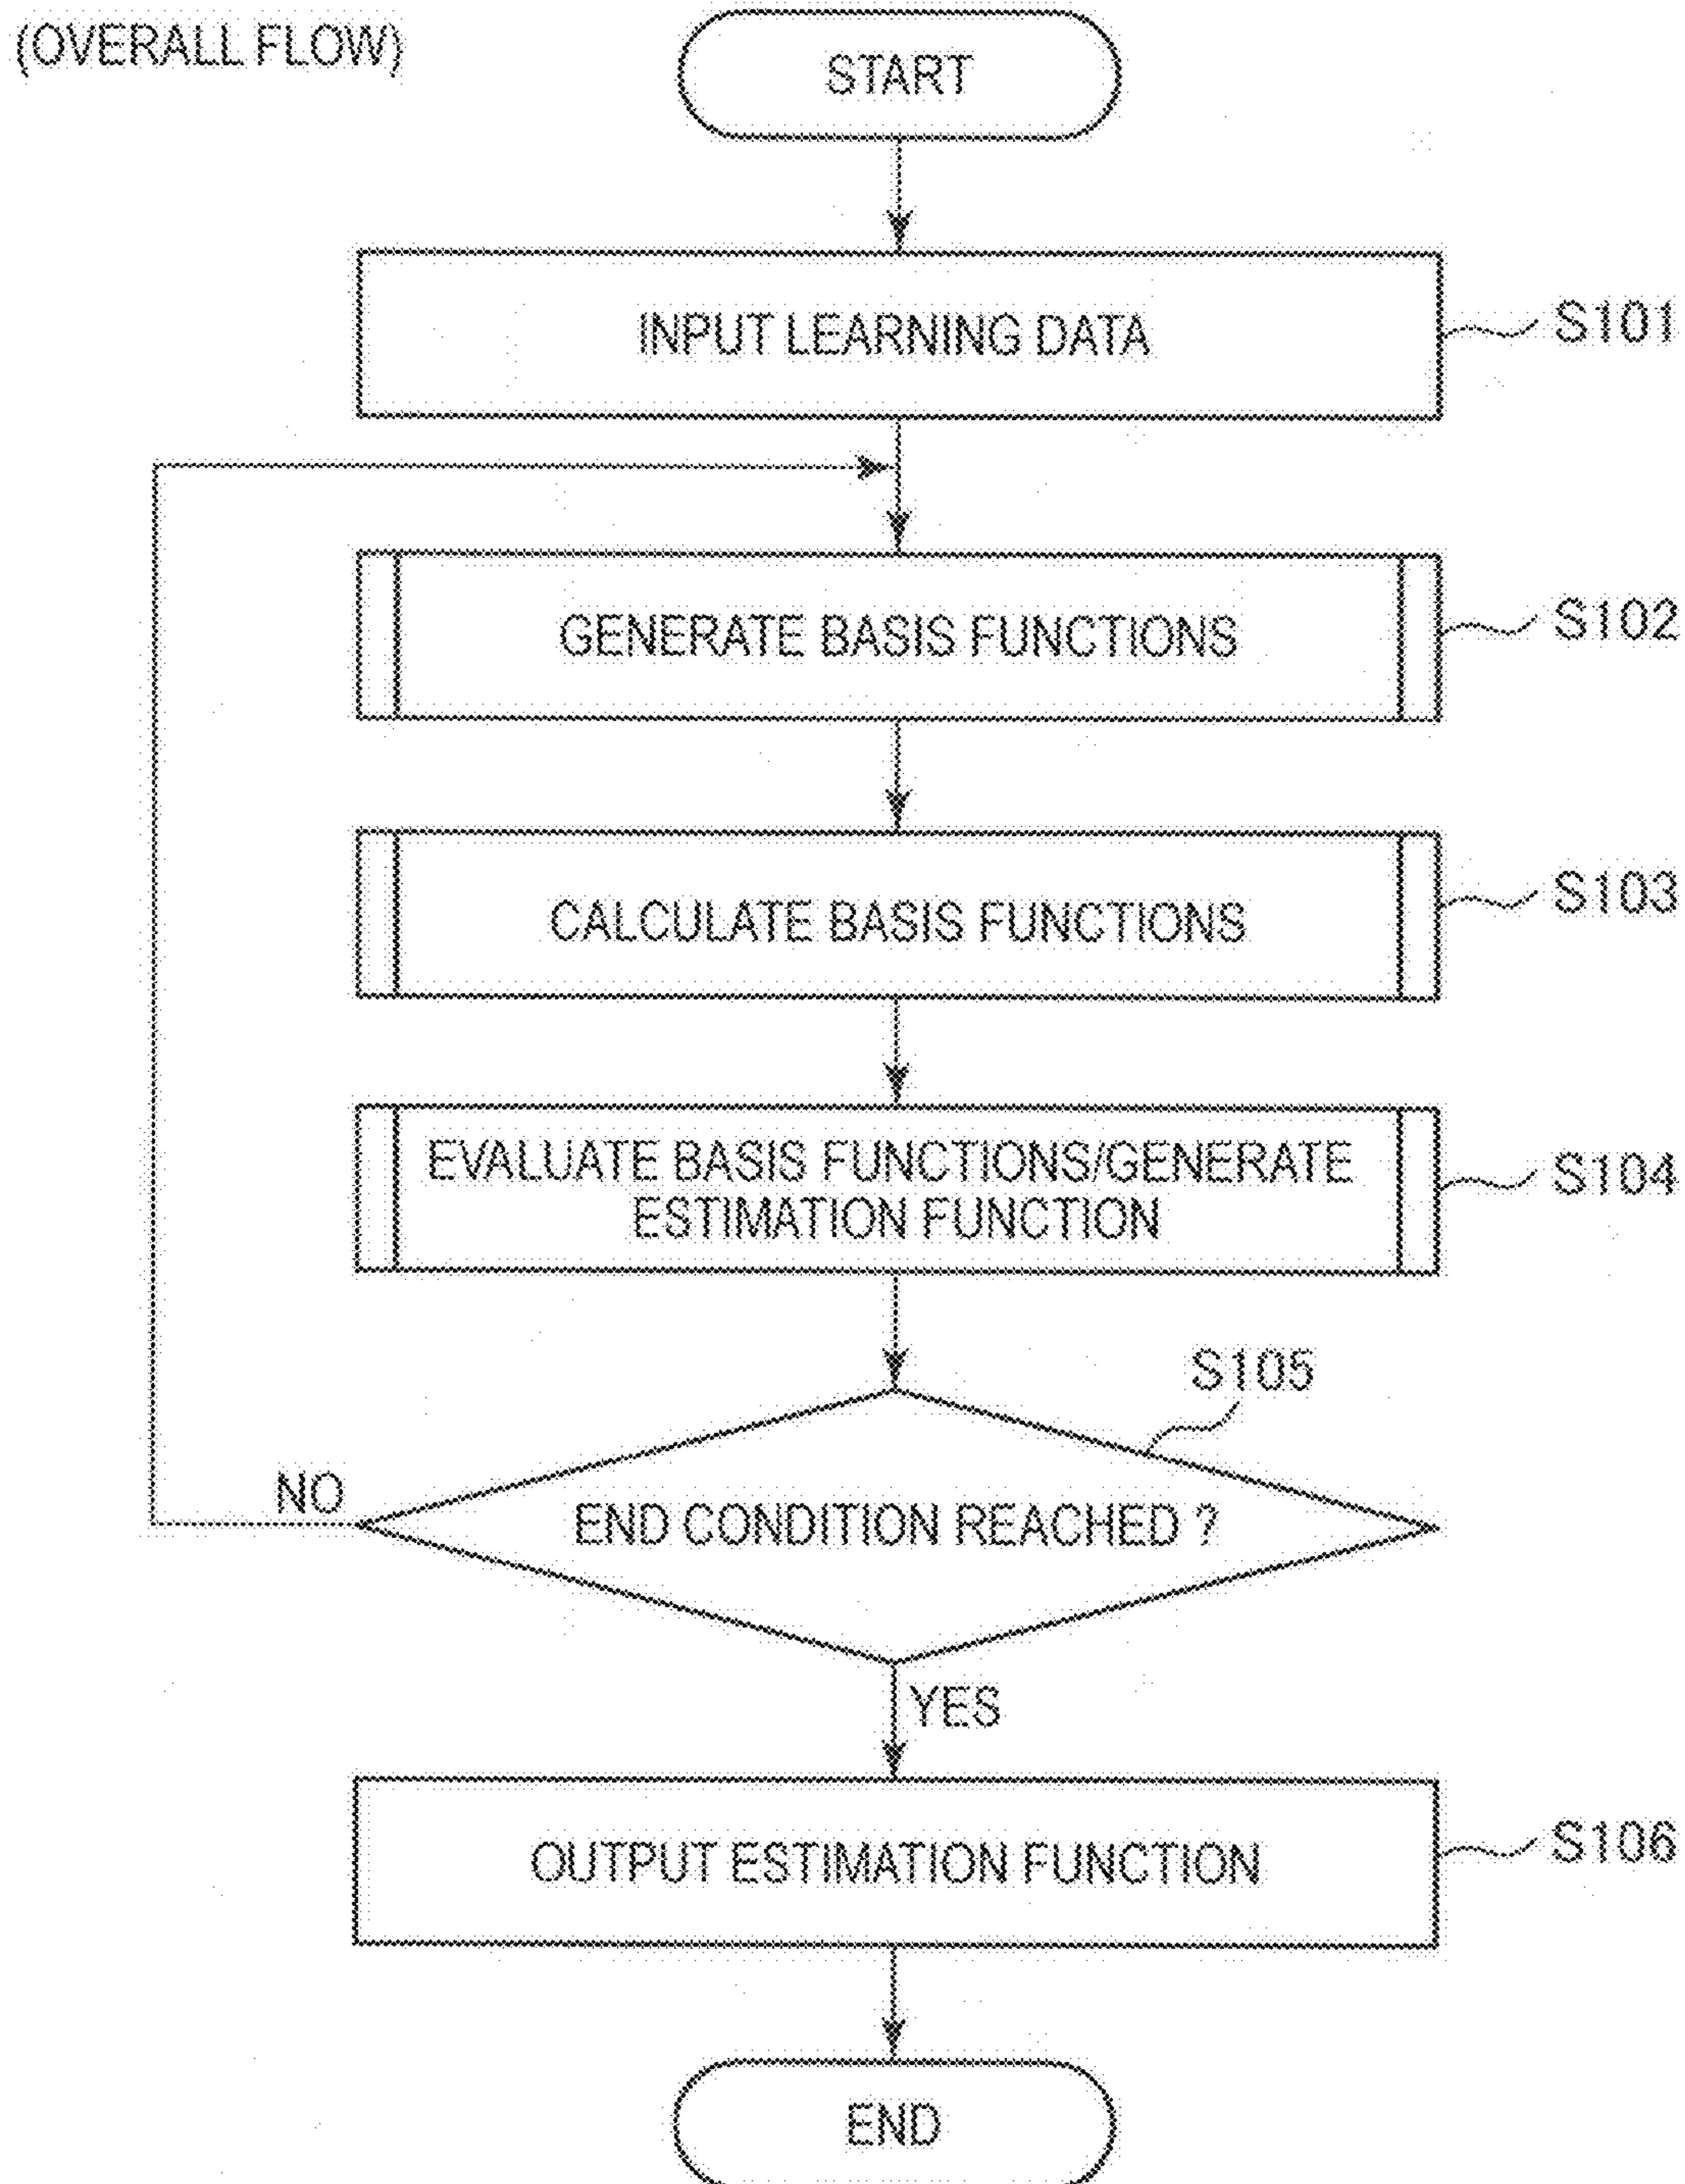 (OVERALL FLOW)
START
INPUT LEARNING DATA
S101
GENERATE BASIS FUNCTIONS
S102
CALCULATE BASIS FUNCTIONS
S103
EVALUATE BASIS FUNCTIONS/GENERATE
ESTIMATION FUNCTION
S104
S105
END CONDITION REACHED ?
NO
YES
OUTPUT ESTIMATION FUNCTION
S106
END